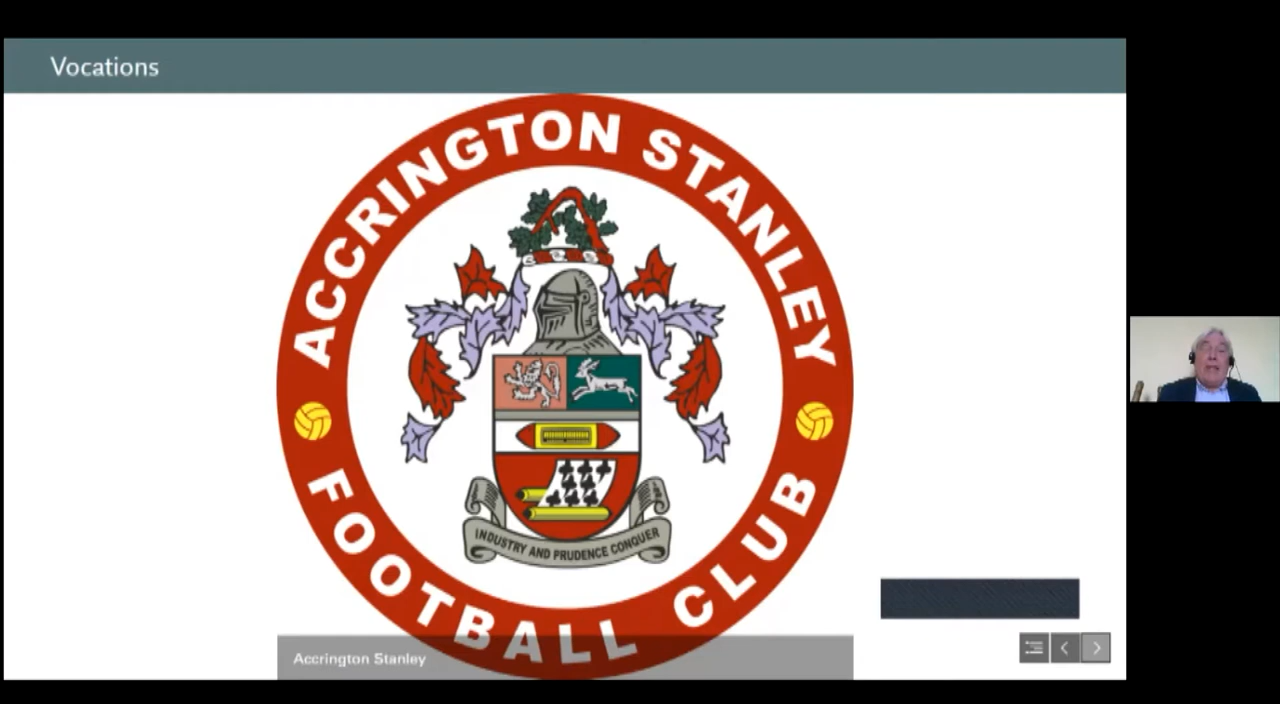 Vocations
ACCRINGTON STANLEY
INDUSTRY AND PRUDENCE CONQUER
FOOTBALL CLUB
Accrington Stanley